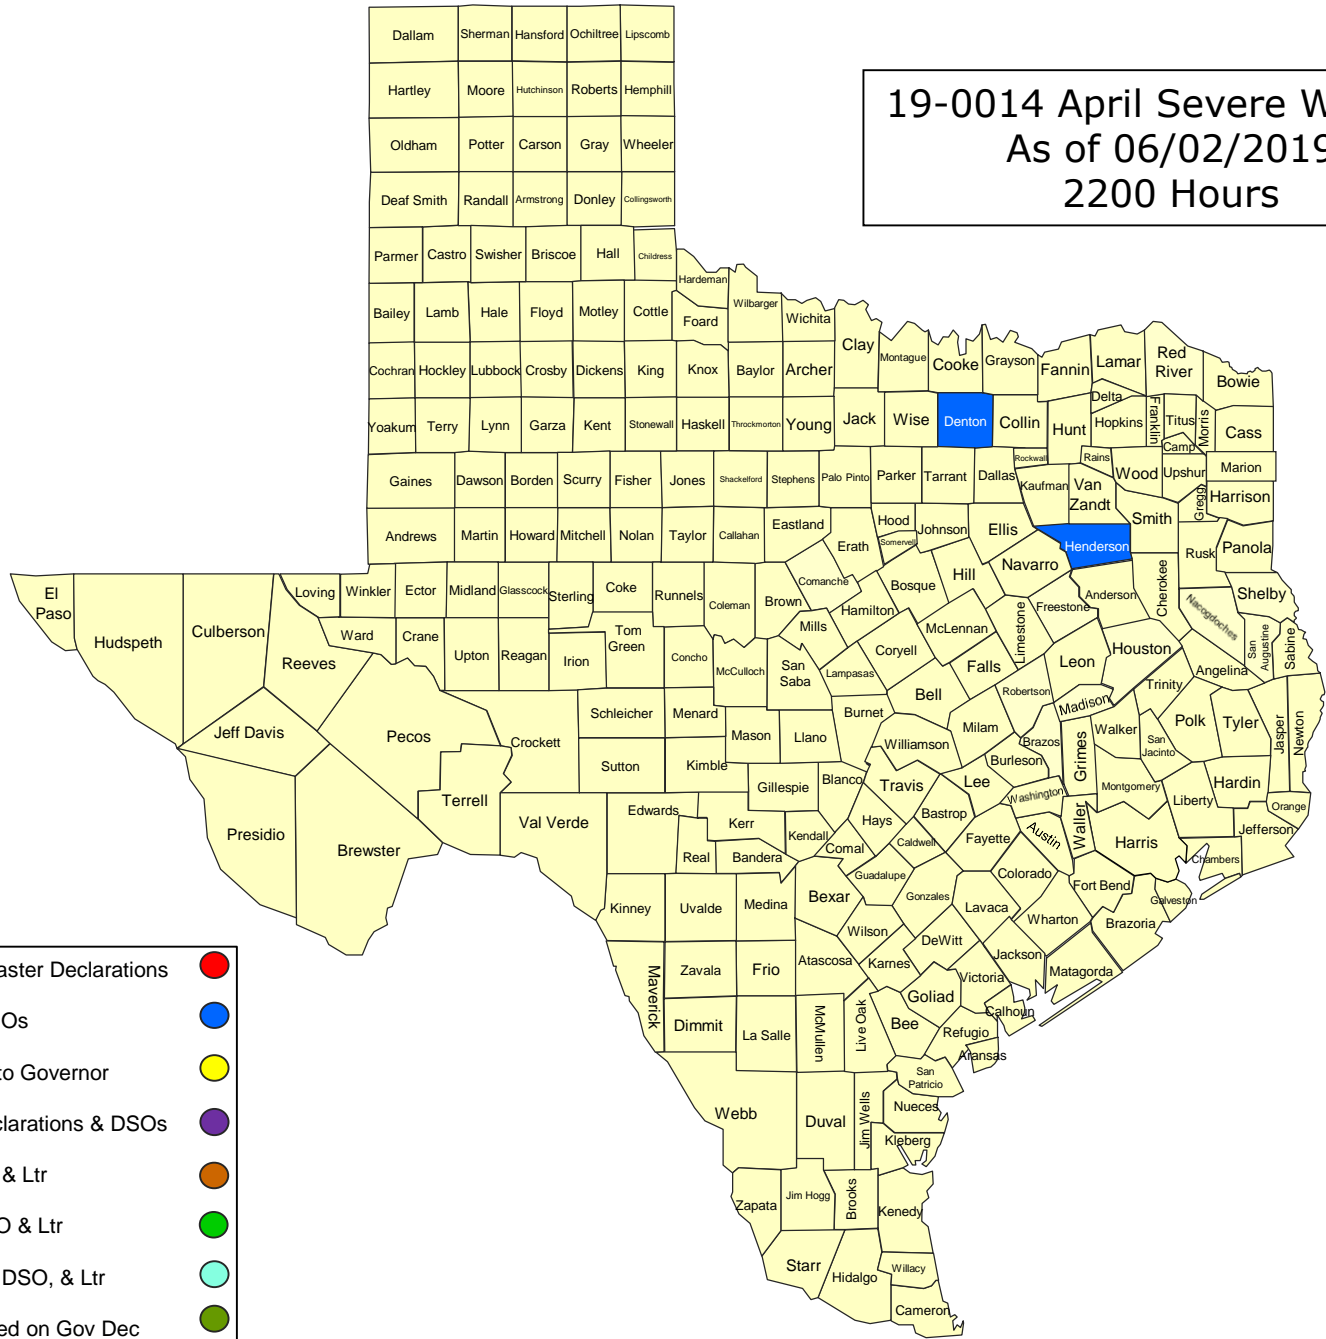 Dallam Sherman Hansford Ochiltree Lipscomb
Hartley Moore Hutchinson Roberts Hemphill
19-0014 April Severe W
As of 06/02/2019
2200 Hours
Oldham Potter Carson Gray Wheeler
Deaf Smith Randall Armstrong Donley Collingsworth
Parmer Castro Swisher Briscoe Hall Childress
Hardeman
Bailey Lamb Hale Floyd Motley Cottle Foard Wilbarger Wichita
Clay Montague Cooke Grayson Fannin Lamar Red River Bowie
Cochran Hockley Lubbock Crosby Dickens King Knox Baylor Archer
Delta
Yoakum Terry Lynn Garza Kent Stonewall Haskell Throckmorton Young Jack Wise Denton Collin Hunt Hopkins Franklin Titus Morris Cass
Camp
Rockwall Rains
Gaines Dawson Borden Scurry Fisher Jones Shackelford Stephens Palo Pinto Parker Tarrant Dallas Kaufman Van Zandt Wood Upshur Marion
Gregg Harrison
Andrews Martin Howard Mitchell Nolan Taylor Callahan Eastland Erath Hood Somervell Johnson Ellis Henderson Smith Rusk Panola
Navarro
El Paso Hudspeth Culberson Loving Winkler Ector Midland Glasscock Sterling Coke Runnels Coleman Brown Comanche Bosque Hill Freestone Anderson Cherokee Nacogdoches Shelby
Reeves Ward Crane Upton Reagan Irion Tom Green Concho McCulloch San Saba Mills Hamilton Coryell McLennan Limestone Falls Leon Houston Angelina San Augustine Sabine
Lampasas Bell Robertson Madison Trinity
Jeff Davis Pecos Crockett Schleicher Menard Mason Llano Burnet Williamson Milam Brazos Grimes Walker San Jacinto Polk Tyler Jasper Newton
Sutton Kimble Gillespie Blanco Travis Lee Burleson Washington Montgomery Liberty Hardin Orange
Presidio Brewster Terrell Val Verde Edwards Kerr Kendall Hays Bastrop Caldwell Fayette Austin Waller Harris Jefferson
Real Bandera Comal Guadalupe Chambers
Kinney Uvalde Medina Bexar Gonzales Lavaca Colorado Fort Bend Galveston
Wilson DeWitt Wharton Brazoria
Maverick Zavala Frio Atascosa Karnes Victoria Jackson Matagorda
Dimmit La Salle McMullen Live Oak Bee Goliad Refugio Calhoun
Aransas
San Patricio
Webb Duval Jim Wells Nueces
Kleberg
Zapata Jim Hogg Brooks Kenedy
Starr Hidalgo Willacy
Cameron
aster Declarations
Os
to Governor
clarations & DSOs
& Ltr
O & Ltr
DSO, & Ltr
ed on Gov Dec